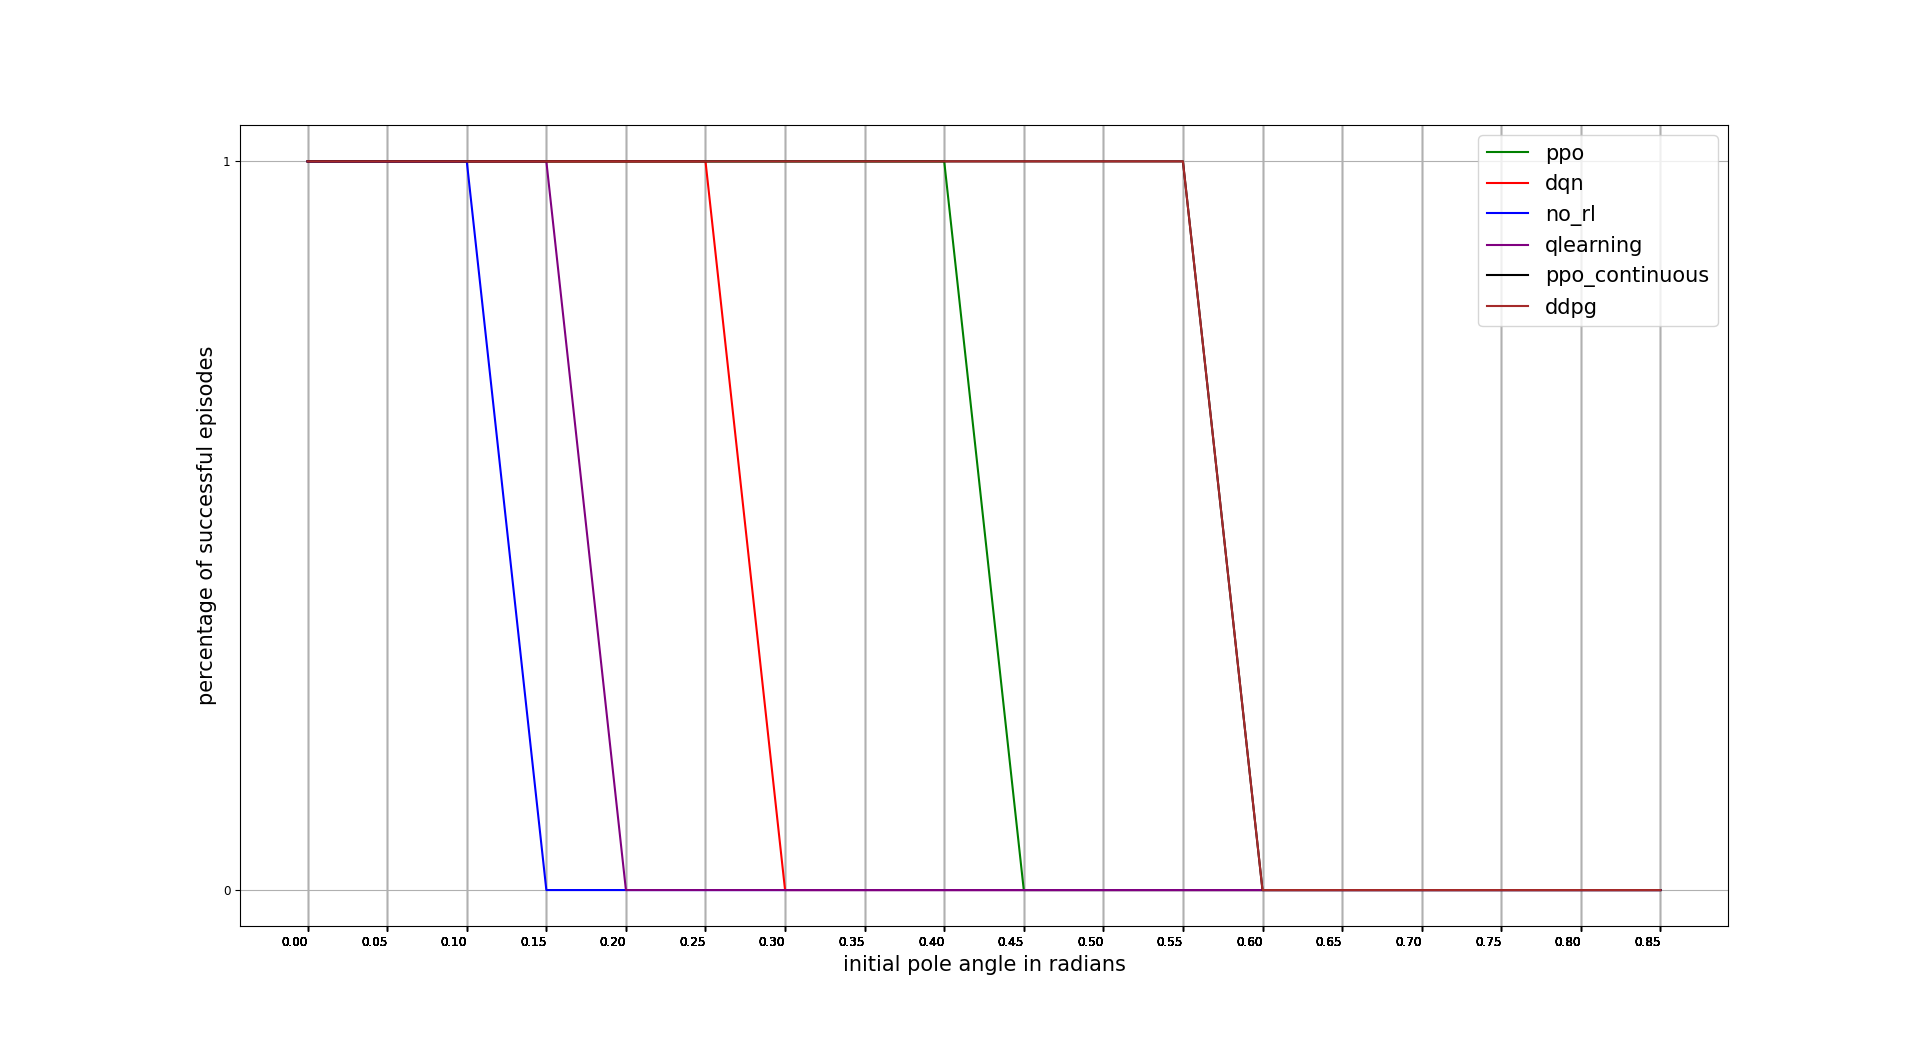 ppo
dqn
no_rl
qlearning
ppo_continuous
ddpg
percentage of successful episodes
1
0
0.00 0.05 0.10 0.15 0.20 0.25 0.30 0.35 0.40 0.45 0.50 0.55 0.60 0.65 0.70 0.75 0.80 0.85
initial pole angle in radians